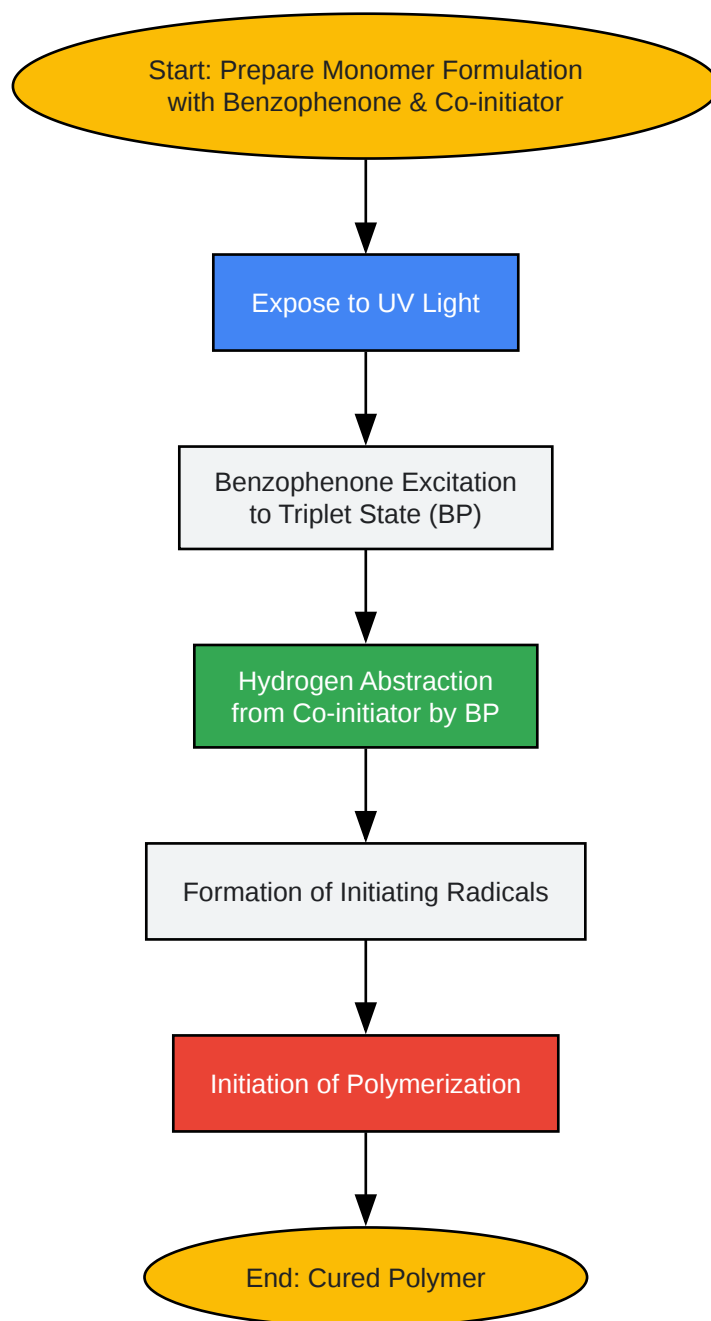 Start: Prepare Monomer Formulation
with Benzophenone & Co-initiator
Expose to UV Light
Benzophenone Excitation
to Triplet State (BP)
Hydrogen Abstraction
from Co-initiator by BP
Formation of Initiating Radicals
Initiation of Polymerization
End: Cured Polymer